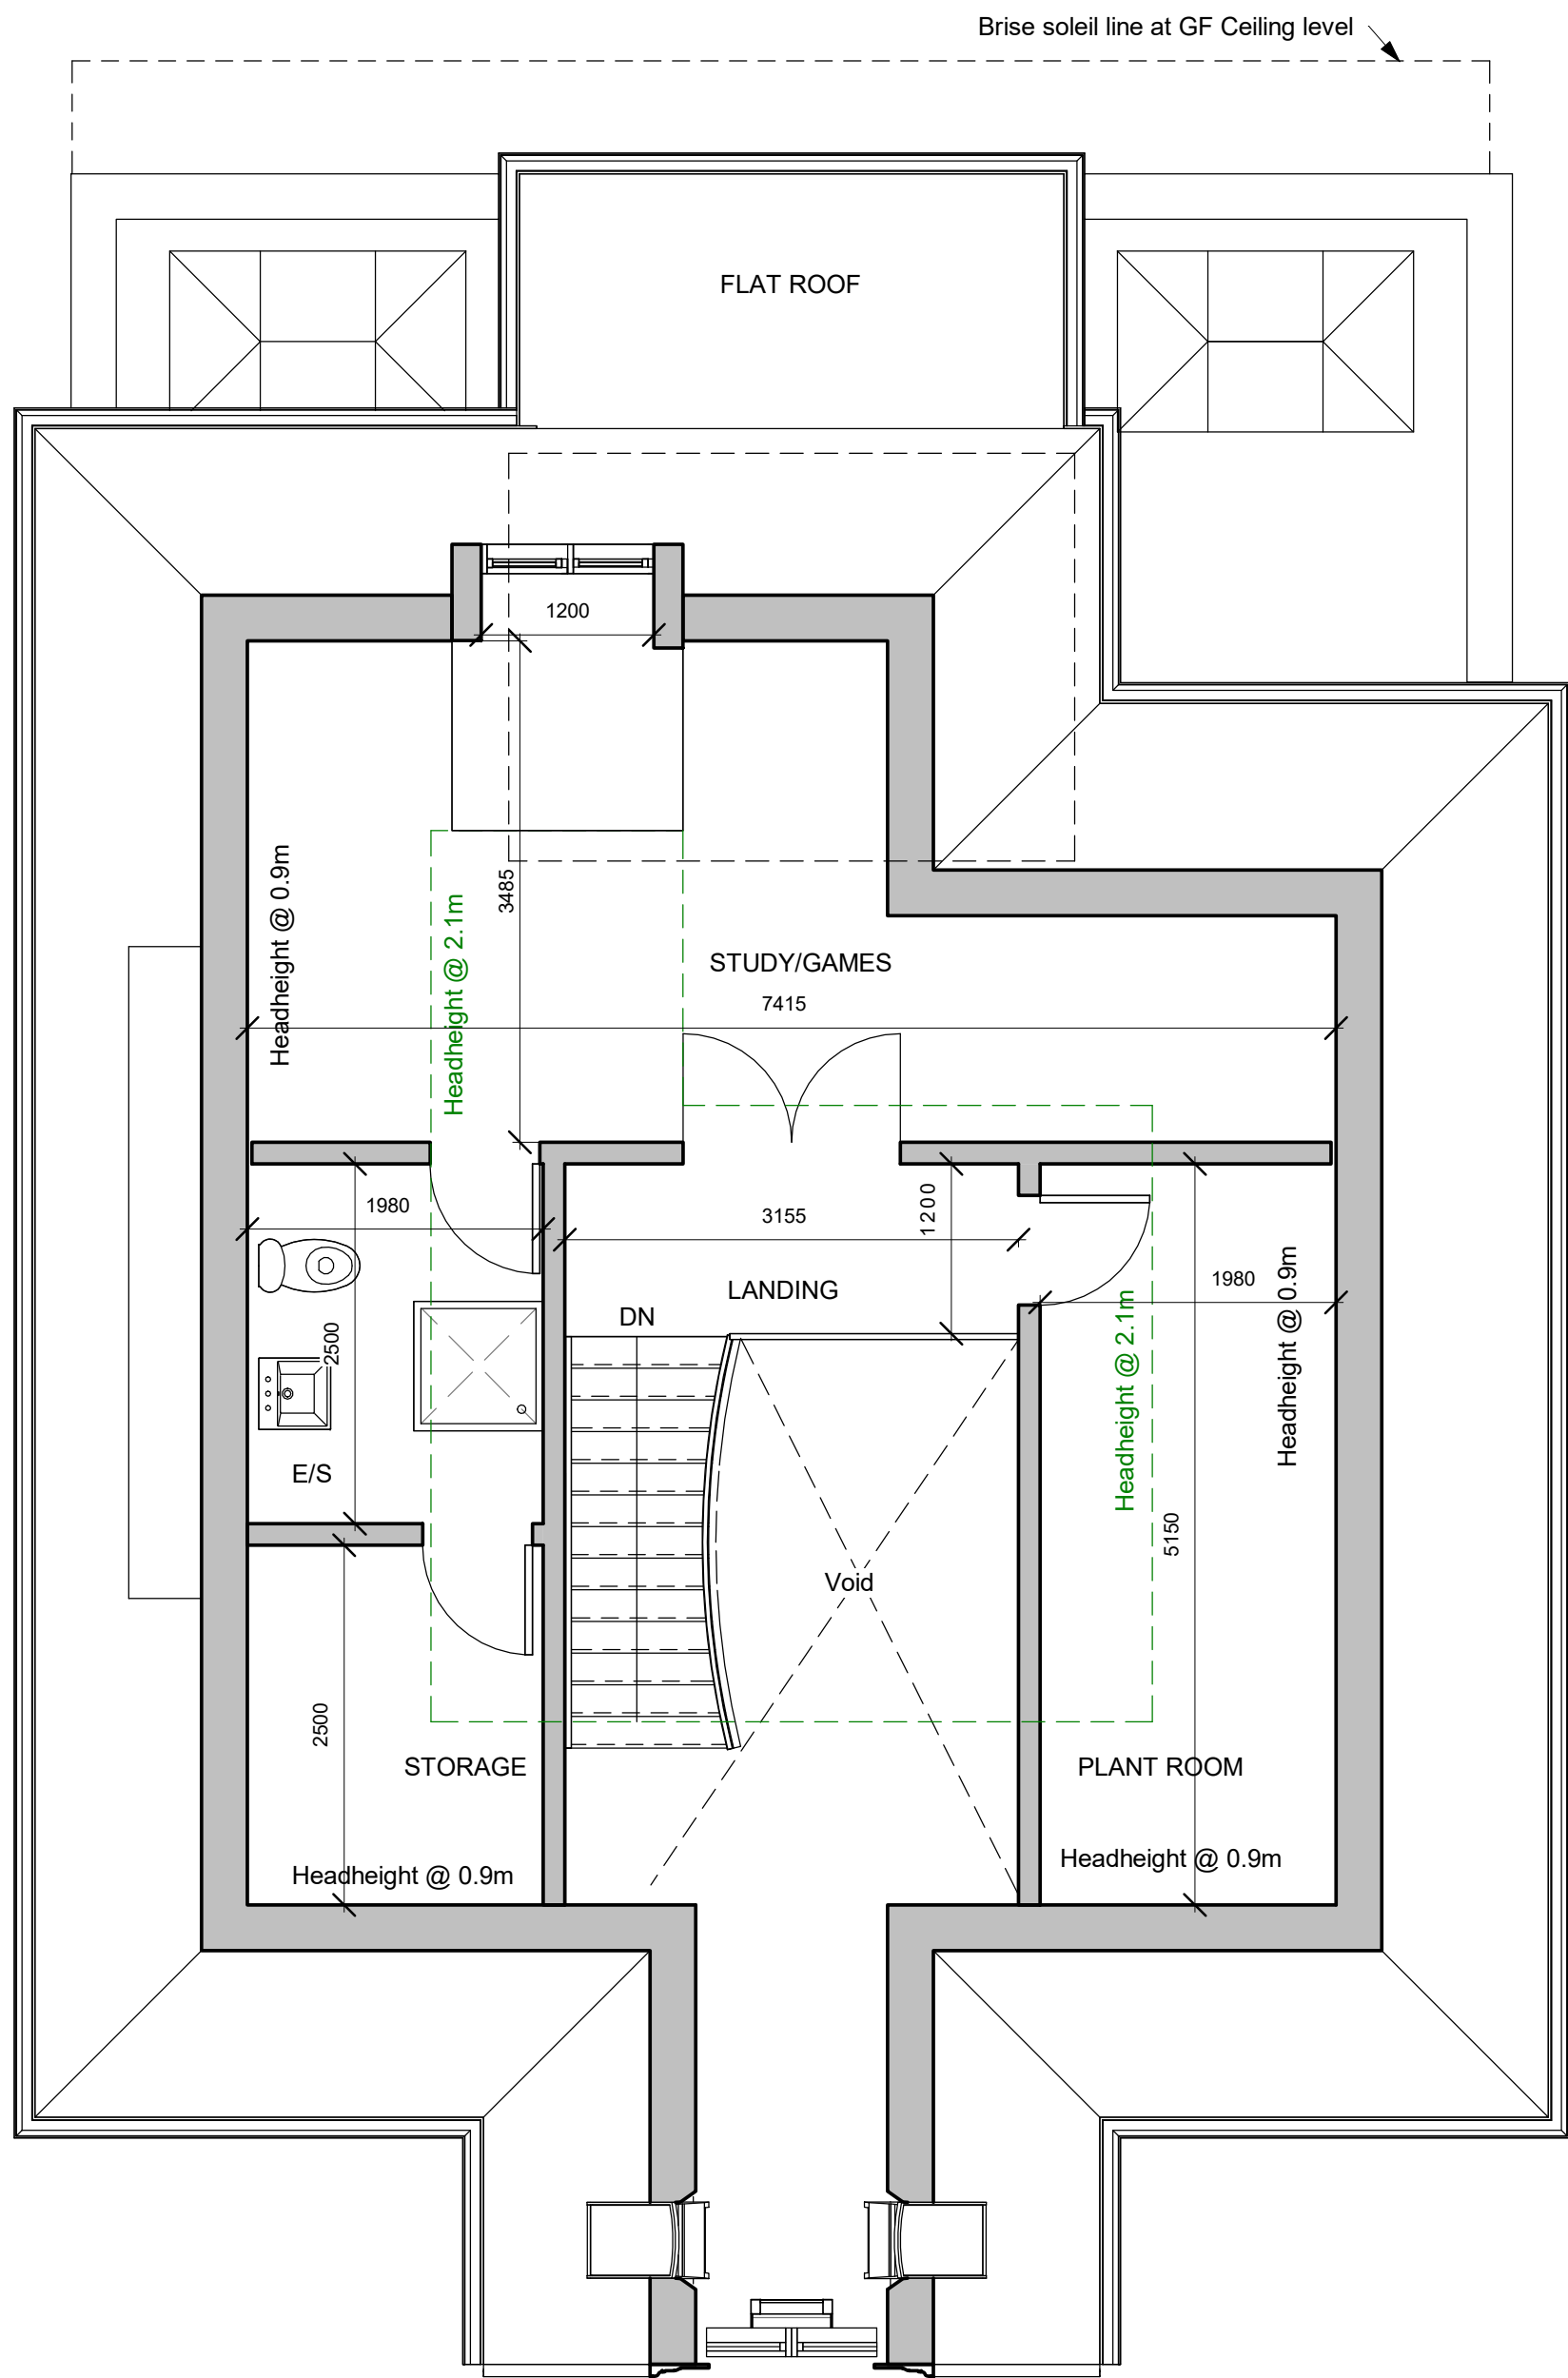 Brise soleil line at GF Ceiling level
FLAT ROOF
1200
Headheight @ 0.9m
Headheight @ 2.1m
3485
STUDY/GAMES
7415
1980
3155
1200
LANDING
DN
1980
Headheight @ 0.9m
Headheight @ 2.1m
2500
E/S
5150
Void
2500
STORAGE
PLANT ROOM
Headheight @ 0.9m
Headheight @ 0.9m